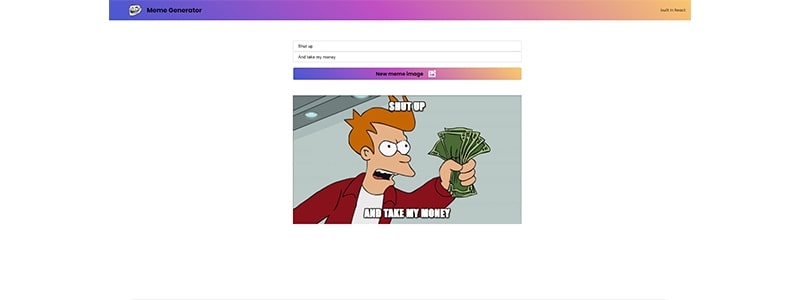 Meme Generator
built in React
Shut up
And take my money
New meme image
SHUT UP
AND TAKE MY MONEY